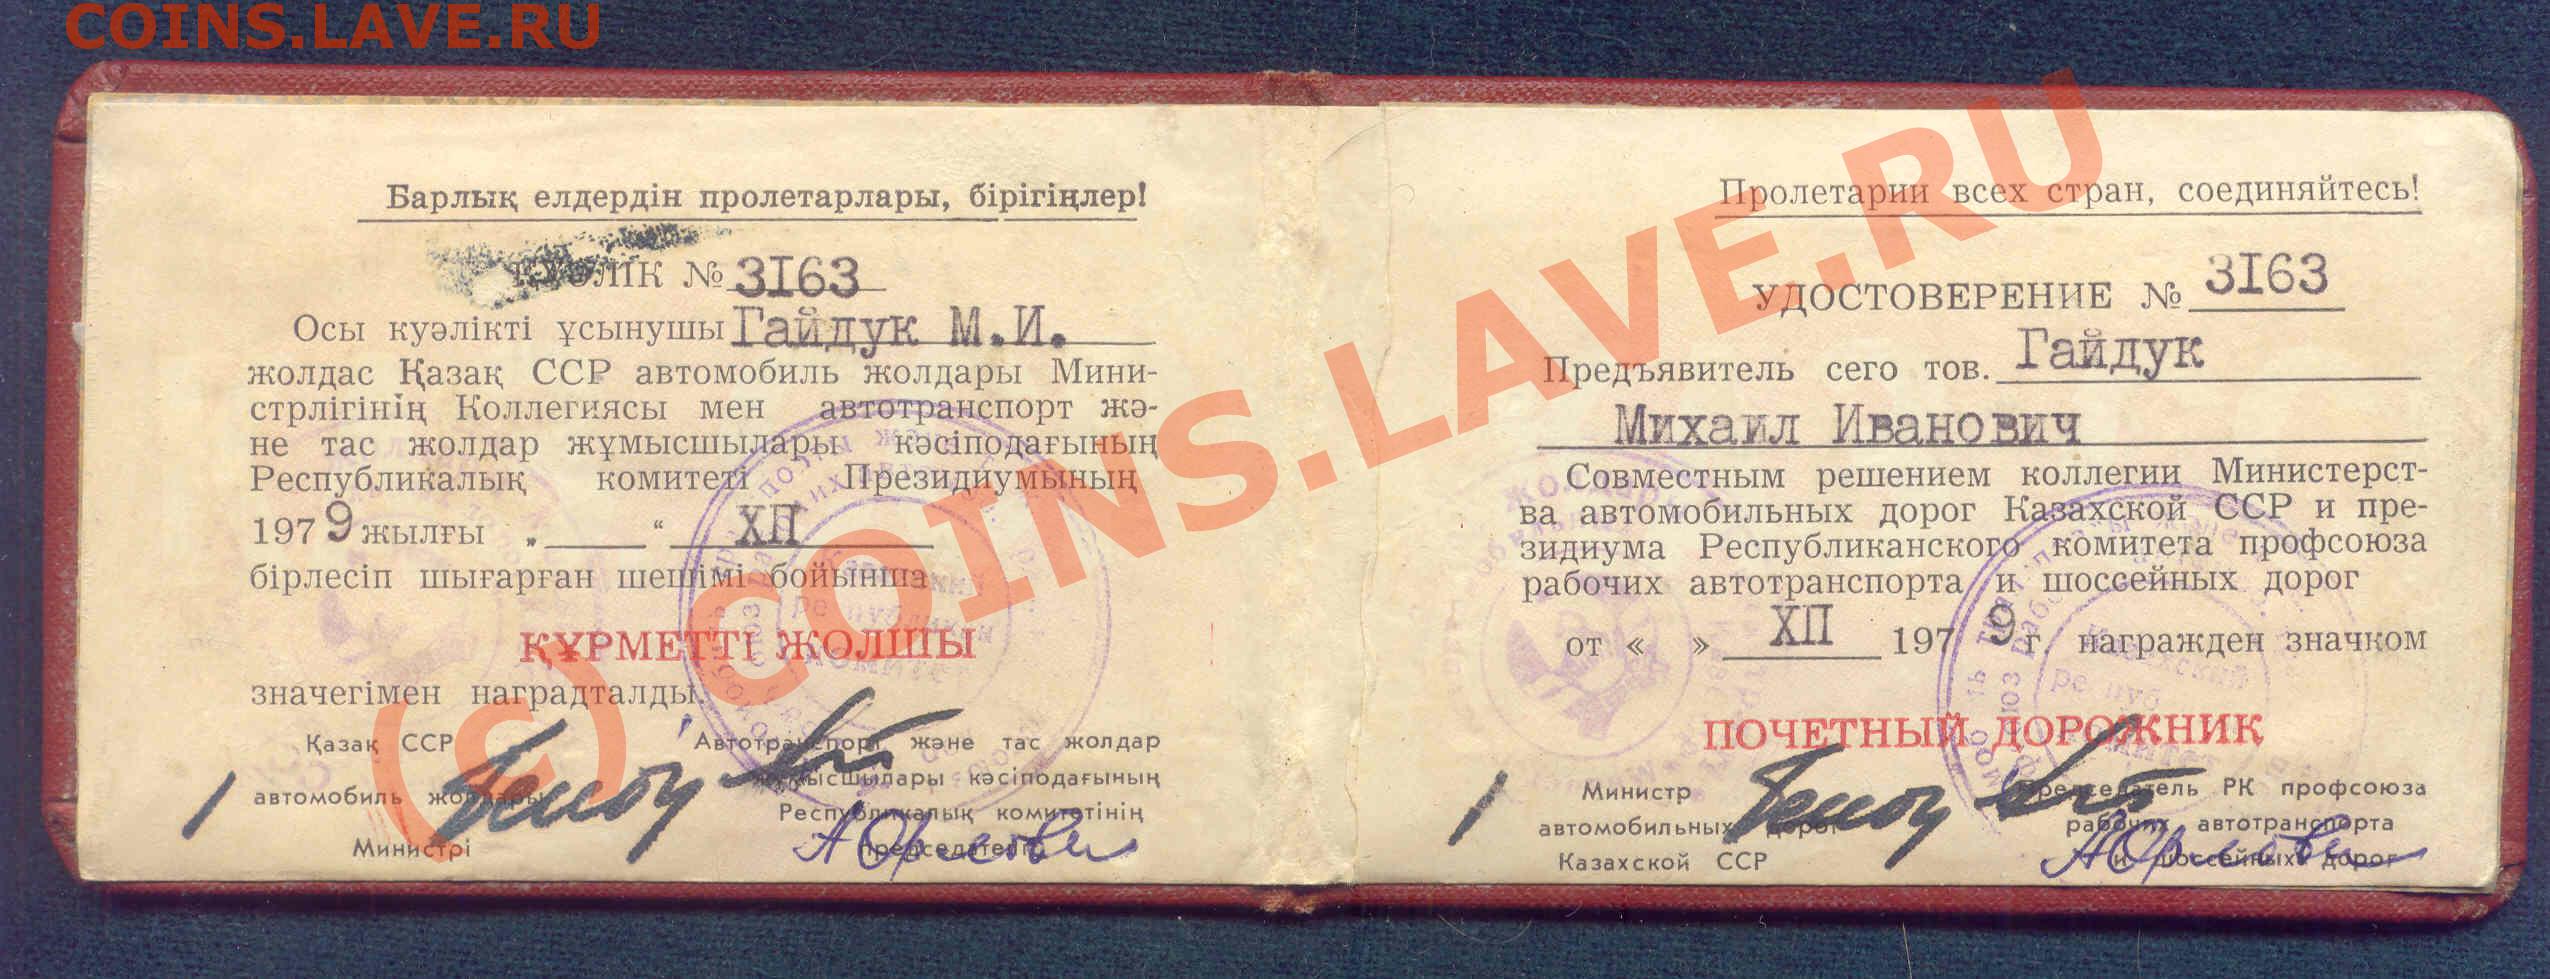 COINS.LAVE.RU
Барлық елдердін пролетарлары, бірігіңлер!
КУӘЛІК № 3I63
Осы куәлікті ұсынушы Гайдук М.И.
жолдас Қазақ ССР автомобиль жолдары Мини-
стрлігінің Коллегиясы мен автотранспорт жә-
не тас жолдар жұмысшылары кәсіподағының
Республикалық комитеті Президиумының
1979 жылғы „ “ ХП
бірлесіп шығарған шешімі бойынша
ҚҰРМЕТТІ ЖОЛШЫ
значегімен наградталды
Қазақ ССР
автомобиль жолдары
Министрі
Автотранспорт және тас жолдар
жұмысшылары кәсіподағының
Республикалық комитетінің
председателі
Пролетарии всех стран, соединяйтесь!
УДОСТОВЕРЕНИЕ № 3I63
Предъявитель сего тов. Гайдук
Михаил Иванович
Совместным решением коллегии Министерст-
ва автомобильных дорог Казахской ССР и пре-
зидиума Республиканского комитета профсоюза
рабочих автотранспорта и шоссейных дорог
от « » ХП 1979 г. награжден значком
ПОЧЕТНЫЙ ДОРОЖНИК
Министр
автомобильных дорог
Казахской ССР
Председатель РК профсоюза
рабочих автотранспорта
и шоссейных дорог
(c) COINS.LAVE.RU